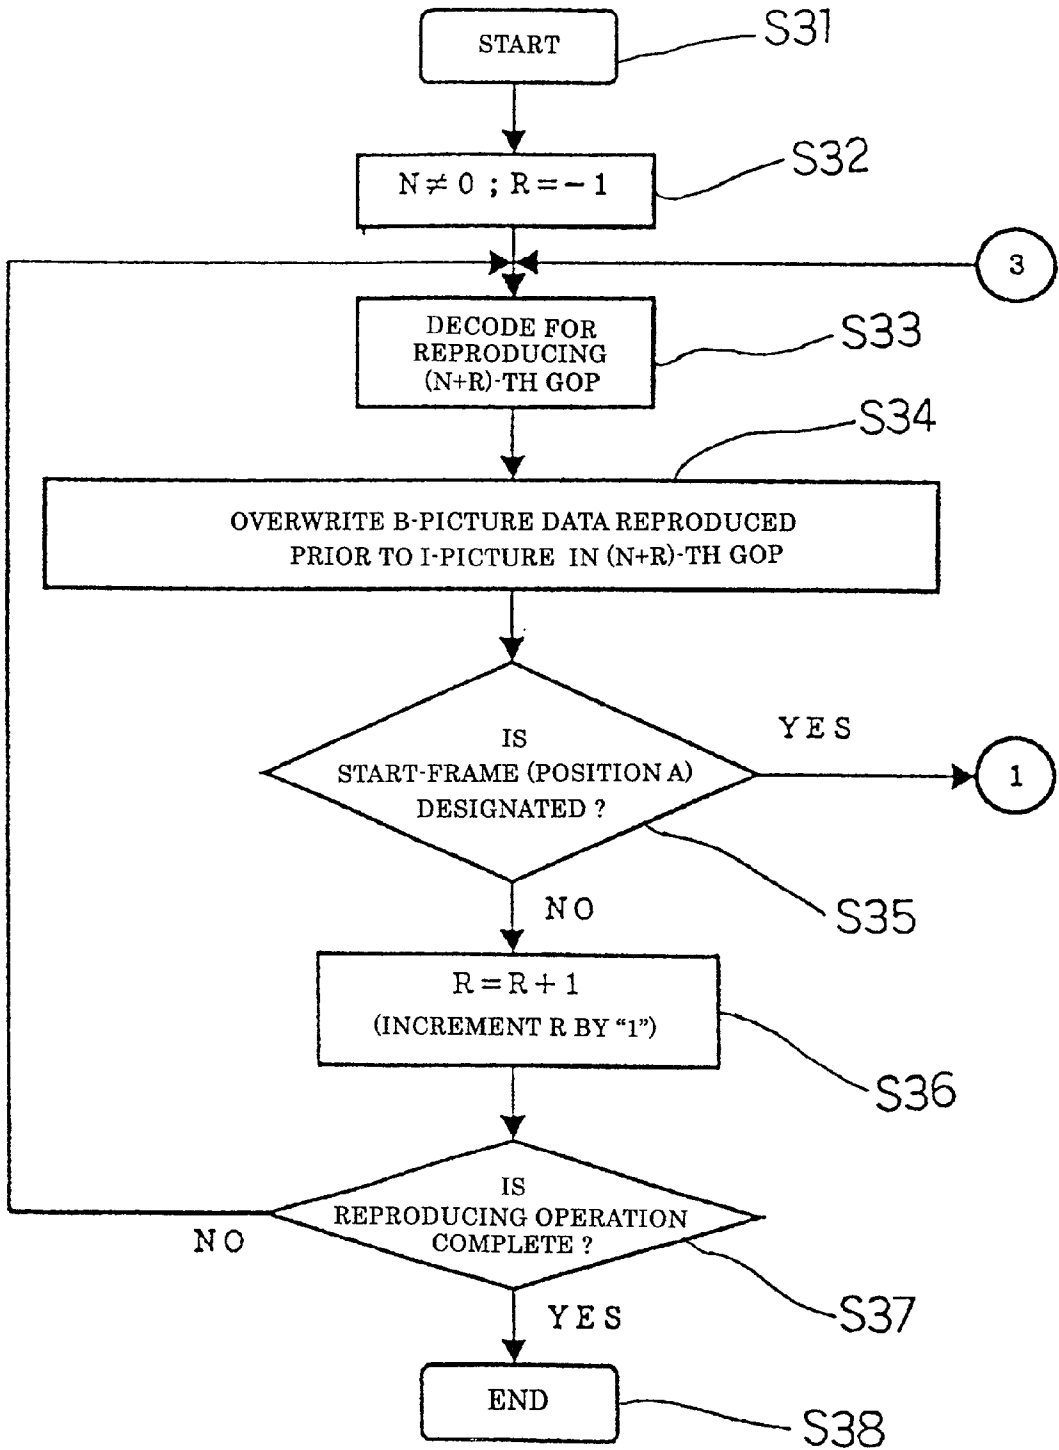 START
S31
N≠0 ; R=−1
S32
3
DECODE FOR
REPRODUCING
(N+R)-TH GOP
S33
S34
OVERWRITE B-PICTURE DATA REPRODUCED
PRIOR TO I-PICTURE IN (N+R)-TH GOP
IS
START-FRAME (POSITION A)
DESIGNATED ?
YES
1
S35
NO
R=R+1
(INCREMENT R BY “1”)
S36
IS
REPRODUCING OPERATION
COMPLETE ?
NO
S37
YES
END
S38